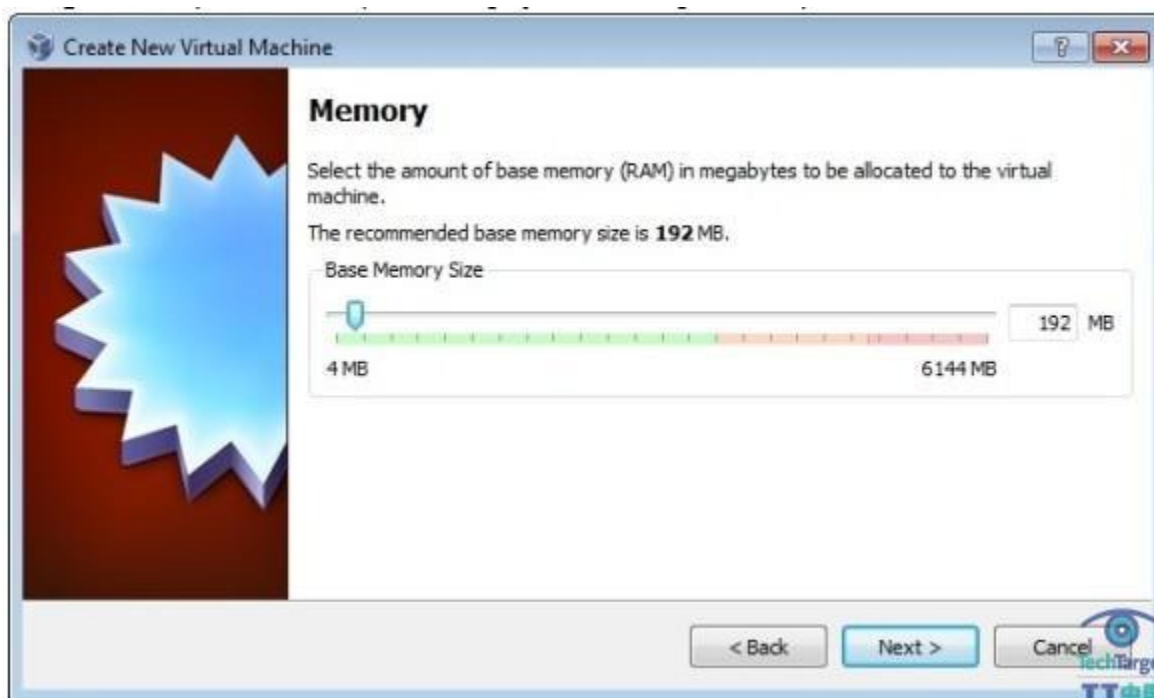 Create New Virtual Machine
Memory
Select the amount of base memory (RAM) in megabytes to be allocated to the virtual
machine.
The recommended base memory size is 192 MB.
Base Memory Size
192 MB
4 MB 6144 MB
< Back Next > Cancel